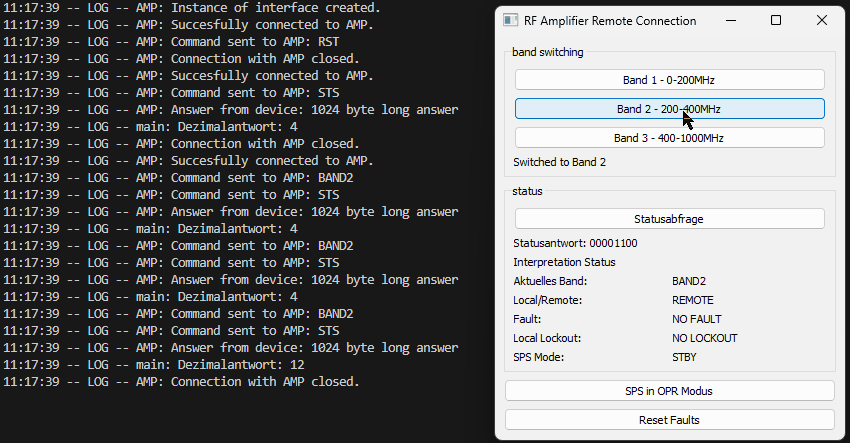 11:17:39 -- LOG -- AMP: Instance of interface created.
11:17:39 -- LOG -- AMP: Succesfully connected to AMP.
11:17:39 -- LOG -- AMP: Command sent to AMP: RST
11:17:39 -- LOG -- AMP: Connection with AMP closed.
11:17:39 -- LOG -- AMP: Succesfully connected to AMP.
11:17:39 -- LOG -- AMP: Command sent to AMP: STS
11:17:39 -- LOG -- AMP: Answer from device: 1024 byte long answer
11:17:39 -- LOG -- main: Dezimalantwort: 4
11:17:39 -- LOG -- AMP: Connection with AMP closed.
11:17:39 -- LOG -- AMP: Succesfully connected to AMP.
11:17:39 -- LOG -- AMP: Command sent to AMP: BAND2
11:17:39 -- LOG -- AMP: Command sent to AMP: STS
11:17:39 -- LOG -- AMP: Answer from device: 1024 byte long answer
11:17:39 -- LOG -- main: Dezimalantwort: 4
11:17:39 -- LOG -- AMP: Command sent to AMP: BAND2
11:17:39 -- LOG -- AMP: Command sent to AMP: STS
11:17:39 -- LOG -- AMP: Answer from device: 1024 byte long answer
11:17:39 -- LOG -- main: Dezimalantwort: 4
11:17:39 -- LOG -- AMP: Command sent to AMP: BAND2
11:17:39 -- LOG -- AMP: Command sent to AMP: STS
11:17:39 -- LOG -- AMP: Answer from device: 1024 byte long answer
11:17:39 -- LOG -- main: Dezimalantwort: 12
11:17:39 -- LOG -- AMP: Connection with AMP closed.
RF Amplifier Remote Connection
band switching
Band 1 - 0-200MHz
Band 2 - 200-400MHz
Band 3 - 400-1000MHz
Switched to Band 2
status
Statusabfrage
Statusantwort: 00001100
Interpretation Status
Aktuelles Band: BAND2
Local/Remote: REMOTE
Fault: NO FAULT
Local Lockout: NO LOCKOUT
SPS Mode: STBY
SPS in OPR Modus
Reset Faults